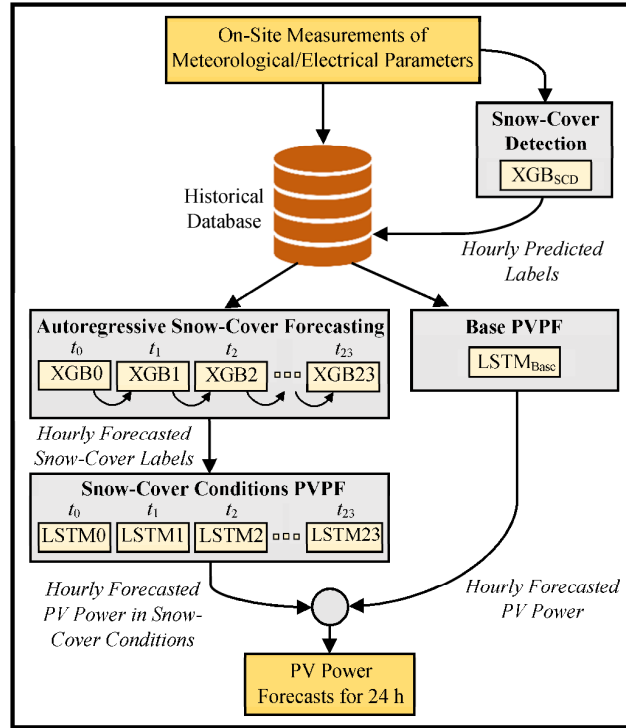 On-Site Measurements of
Meteorological/Electrical Parameters
Snow-Cover
Detection
XGBSCD
Historical
Database
Hourly Predicted
Labels
Autoregressive Snow-Cover Forecasting
t0 t1 t2 t23
XGB0 XGB1 XGB2 XGB23
Base PVPF
LSTMBase
Hourly Forecasted
Snow-Cover Labels
Snow-Cover Conditions PVPF
t0 t1 t2 t23
LSTM0 LSTM1 LSTM2 LSTM23
Hourly Forecasted
PV Power in Snow-
Cover Conditions
Hourly Forecasted
PV Power
PV Power
Forecasts for 24 h